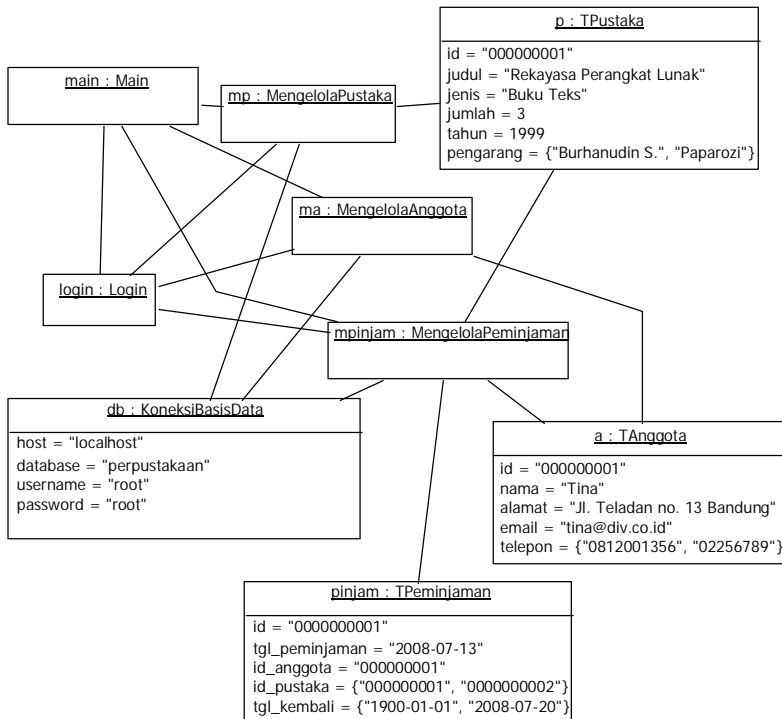 p : TPustaka
id = "000000001"
judul = "Rekayasa Perangkat Lunak"
jenis = "Buku Teks"
jumlah = 3
tahun = 1999
pengarang = {"Burhanudin S.", "Paparozi"}
main : Main
mp : MengelolaPustaka
ma : MengelolaAnggota
login : Login
mpinjam : MengelolaPeminjaman
db : KoneksiBasisData
host = "localhost"
database = "perpustakaan"
username = "root"
password = "root"
a : TAnggota
id = "000000001"
nama = "Tina"
alamat = "Jl. Teladan no. 13 Bandung"
email = "tina@div.co.id"
telepon = {"0812001356", "02256789"}
pinjam : TPeminjaman
id = "0000000001"
tgl_peminjaman = "2008-07-13"
id_anggota = "000000001"
id_pustaka = {"000000001", "0000000002"}
tgl_kembali = {"1900-01-01", "2008-07-20"}